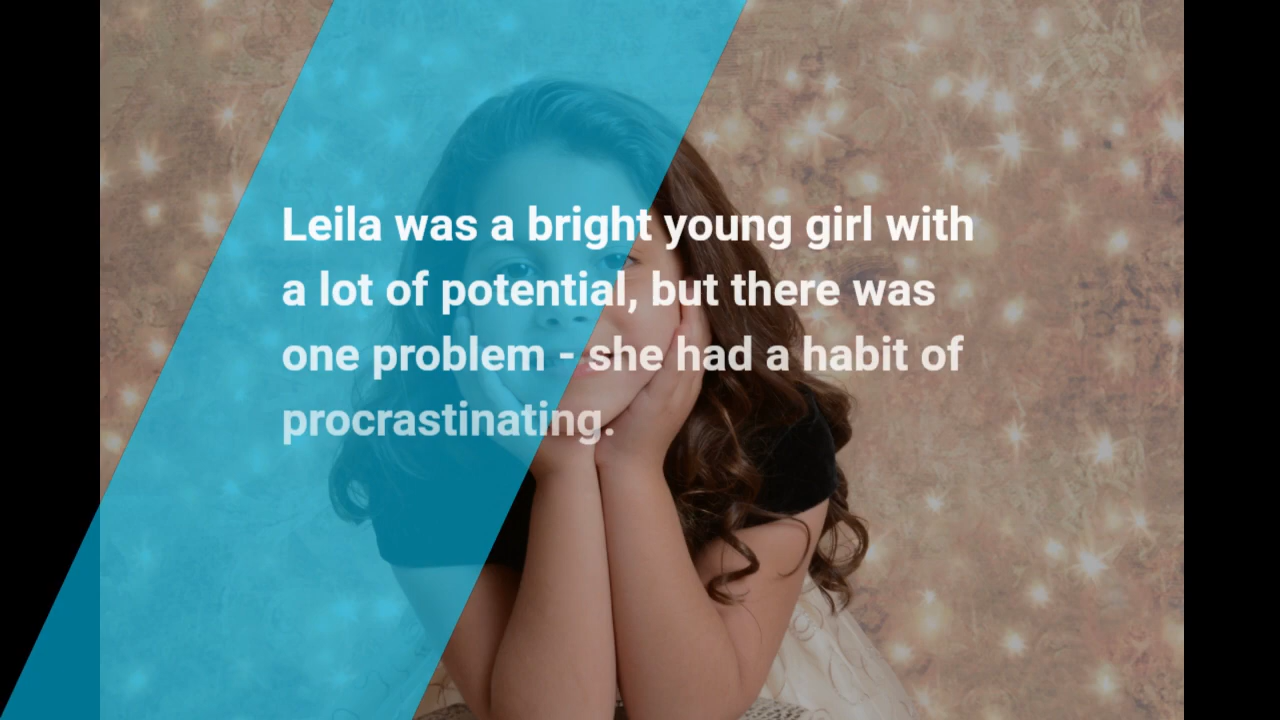 Leila was a bright young girl with
a lot of potential, but there was
one problem - she had a habit of
procrastinating.